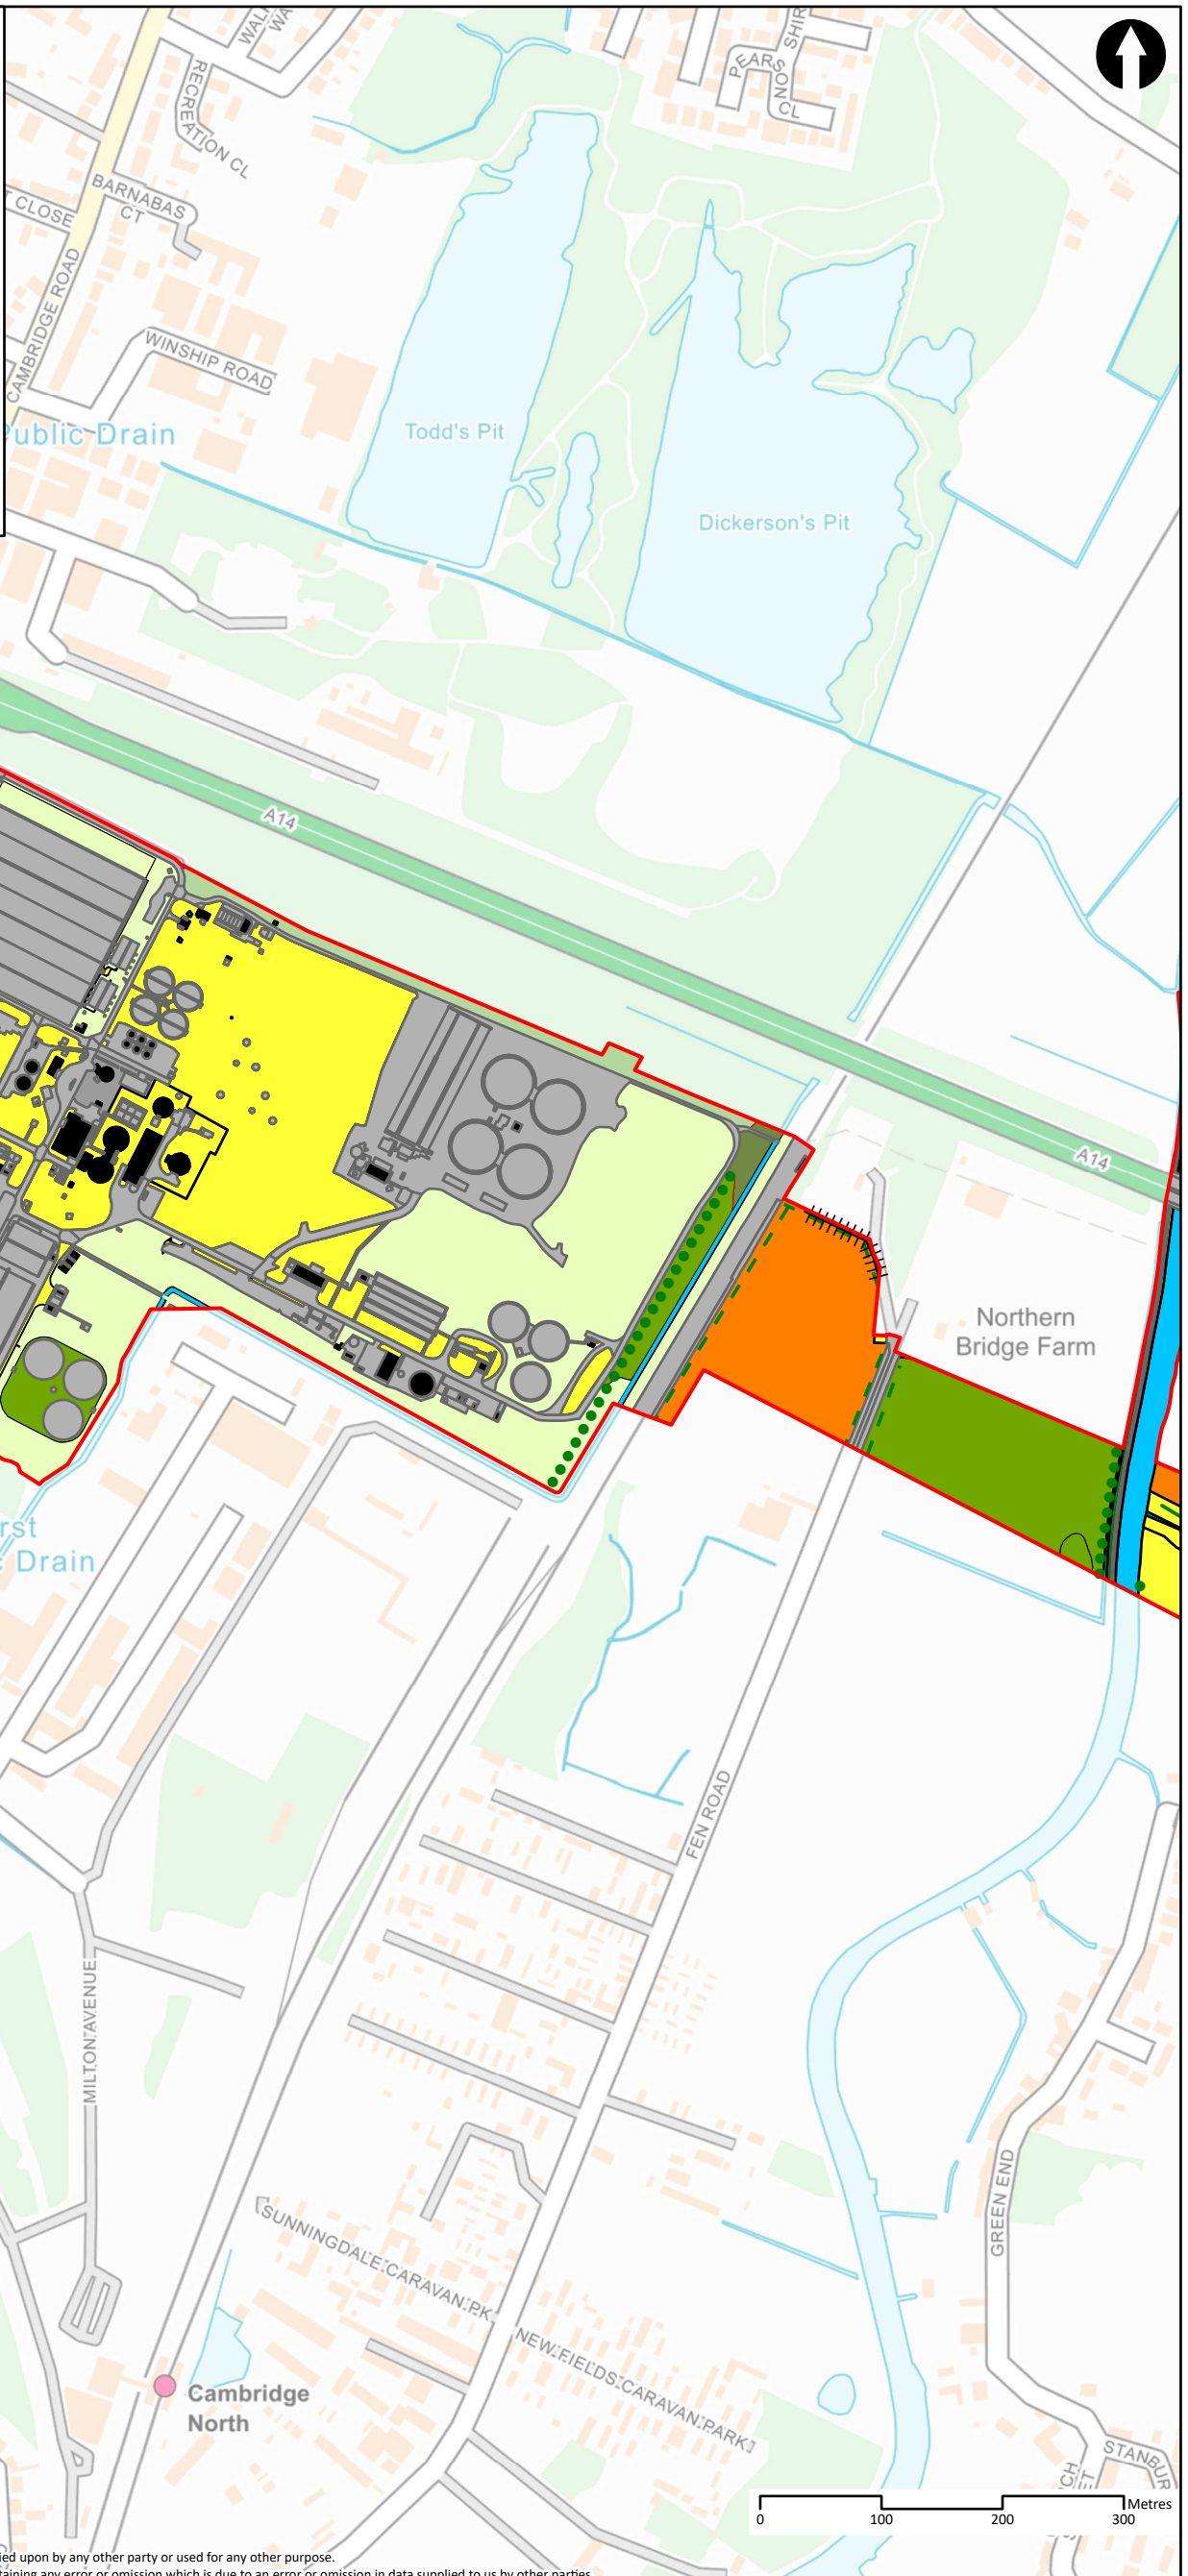 PEARSON CL
SHIR
RECREATION CL
BARNABAS
CT
CLOSE
CAMBRIDGE ROAD
WINSHIP ROAD
Public Drain
Todd's Pit
Dickerson's Pit
A14
A14
Northern
Bridge Farm
rst
Drain
FEN ROAD
MILTON AVENUE
GREEN END
SUNNINGDALE CARAVAN PK
NEWFIELDS CARAVAN PARK
Cambridge
North
STANBUR
Metres
0 100 200 300
ied upon by any other party or used for any other purpose.
taining any error or omission which is due to an error or omission in data supplied to us by other parties.